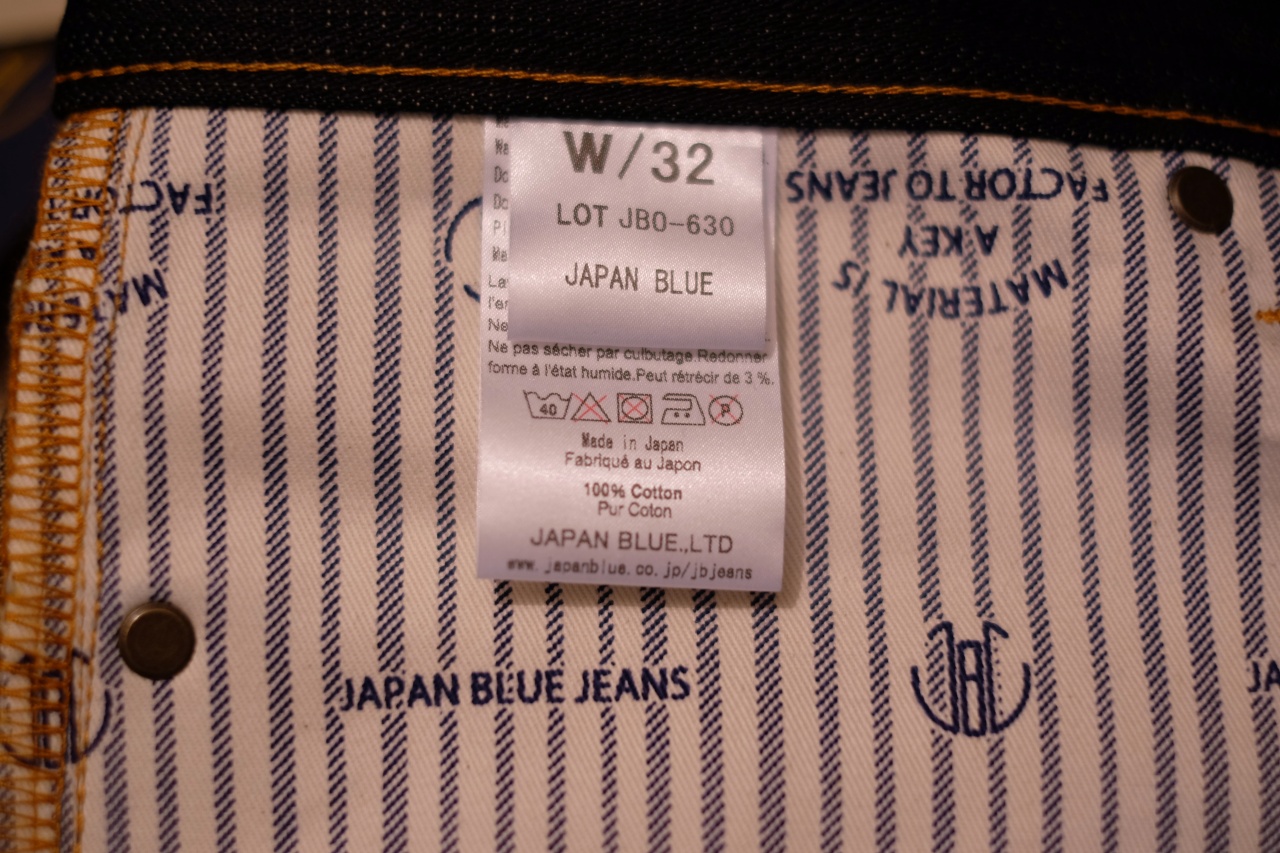 W/32
LOT JB0-630
JAPAN BLUE
Ne pas sécher par culbutage.Redonner
forme à l'état humide.Peut rétrécir de 3 %.
40
P
Made in Japan
Fabriqué au Japon
100% Cotton
Pur Coton
JAPAN BLUE.,LTD
www.japanblue.co.jp/jbjeans
MATERIAL IS
A KEY
FACTOR TO JEANS
JAPAN BLUE JEANS